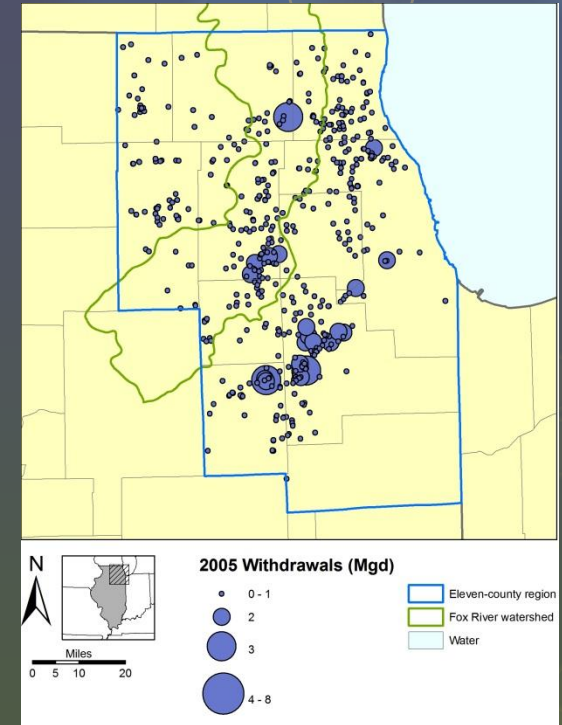 2005 Withdrawals (Mgd)
0 - 1
2
3
4 - 8
Eleven-county region
Fox River watershed
Water
N
Miles
0 5 10 20